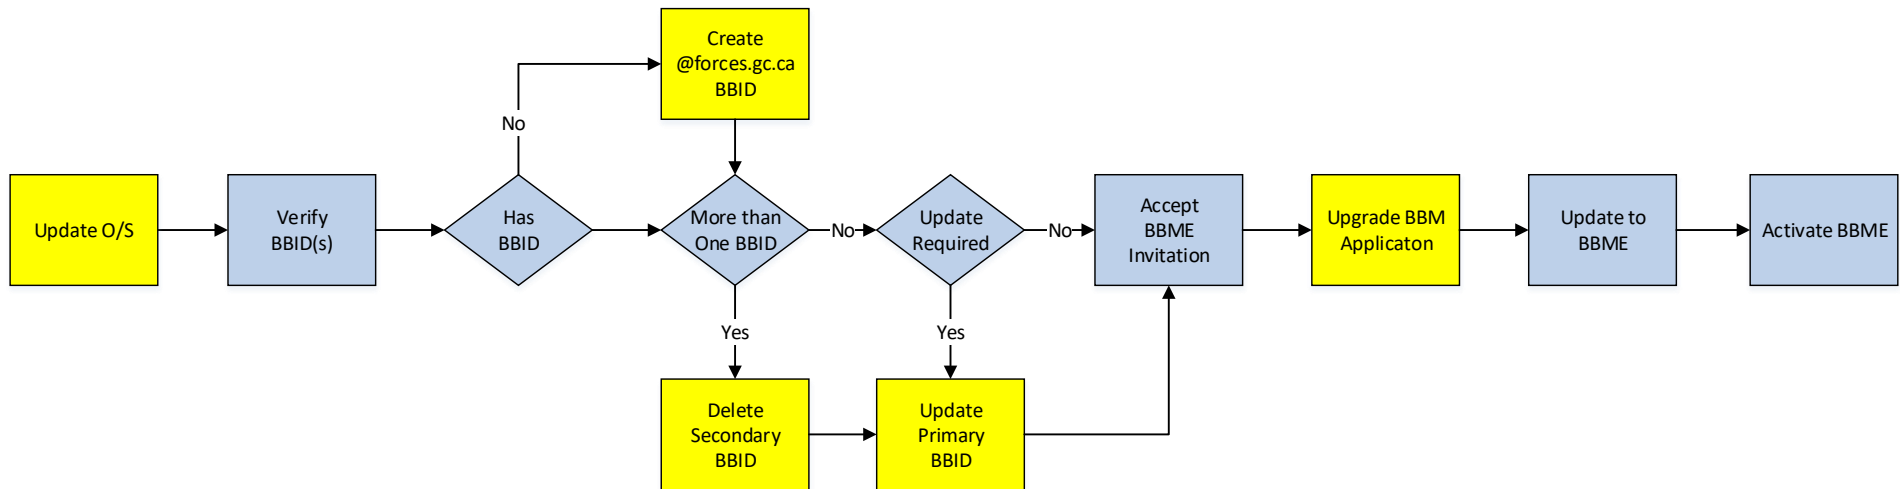 Create
@forces.gc.ca
BBID
No
Update O/S
Verify
BBID(s)
Has
BBID
More than
One BBID
No
Update
Required
No
Accept
BBME
Invitation
Upgrade BBM
Applicaton
Update to
BBME
Activate BBME
Yes
Yes
Delete
Secondary
BBID
Update
Primary
BBID